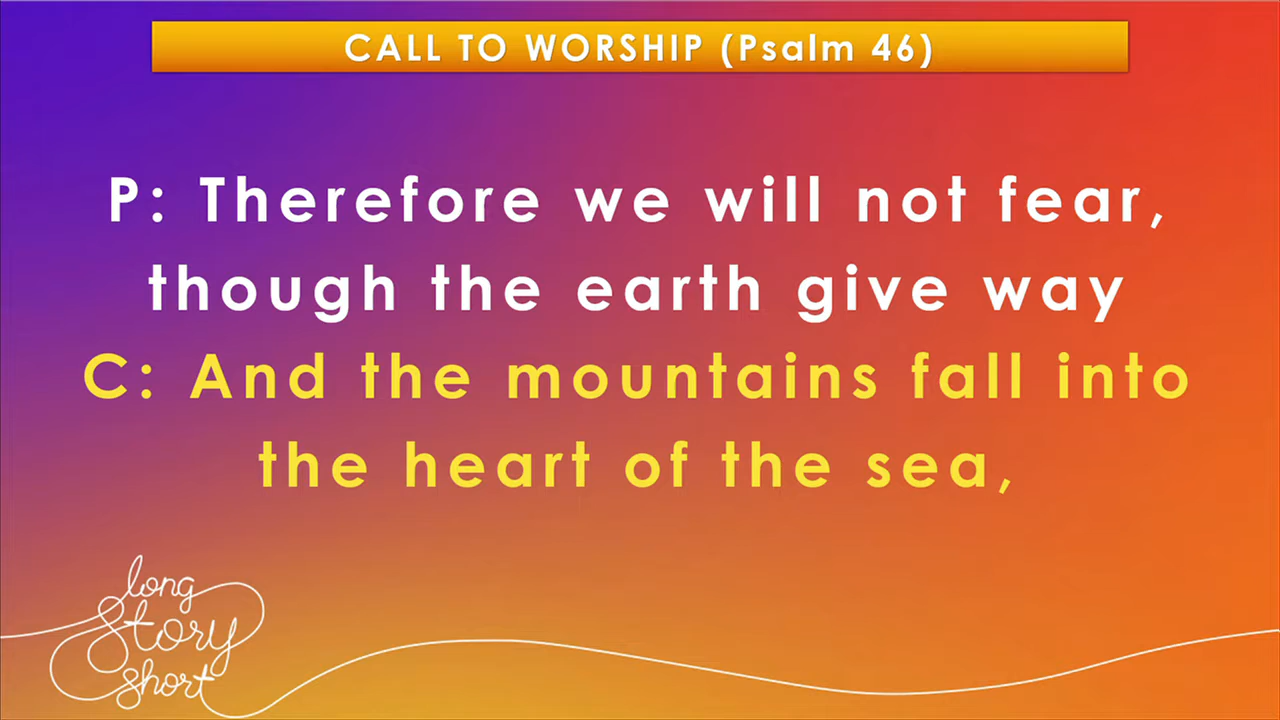 CALL TO WORSHIP (Psalm 46)
P: Therefore we will not fear,
though the earth give way
C: And the mountains fall into
the heart of the sea,
long
Story
short